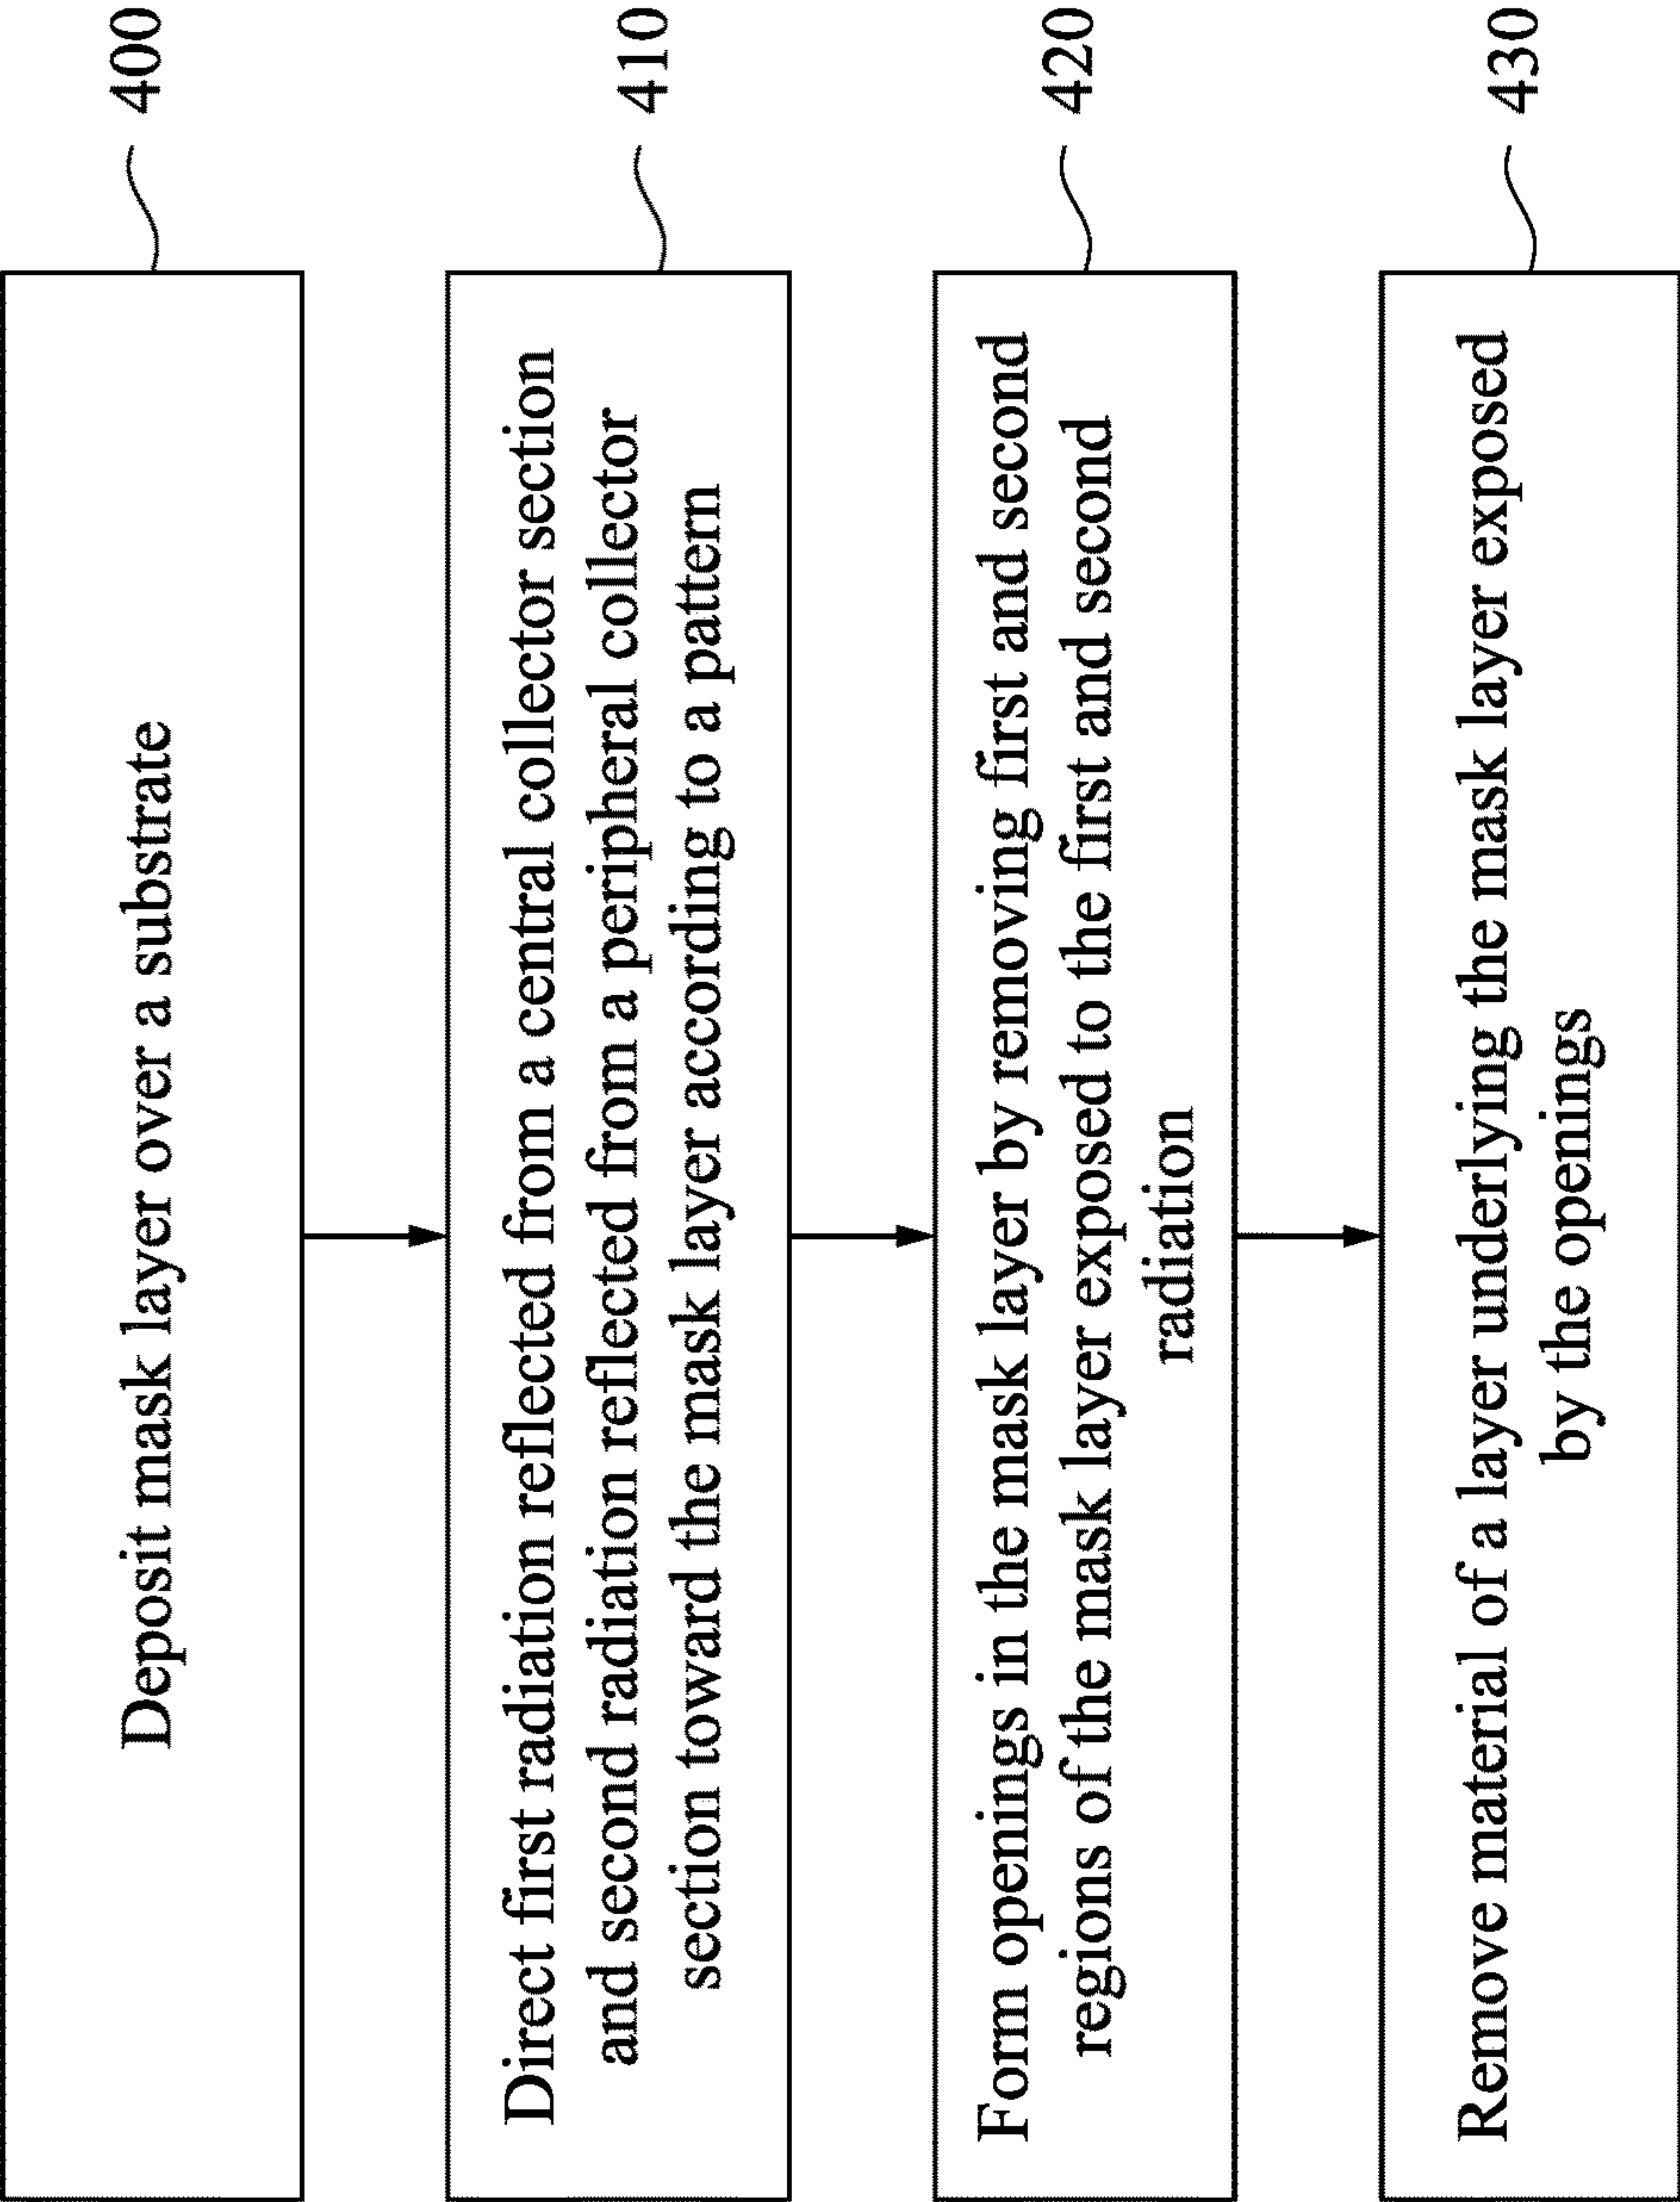 Deposit mask layer over a substrate
400
Direct first radiation reflected from a central collector section
and second radiation reflected from a peripheral collector
section toward the mask layer according to a pattern
410
Form openings in the mask layer by removing first and second
regions of the mask layer exposed to the first and second
radiation
420
Remove material of a layer underlying the mask layer exposed
by the openings
430